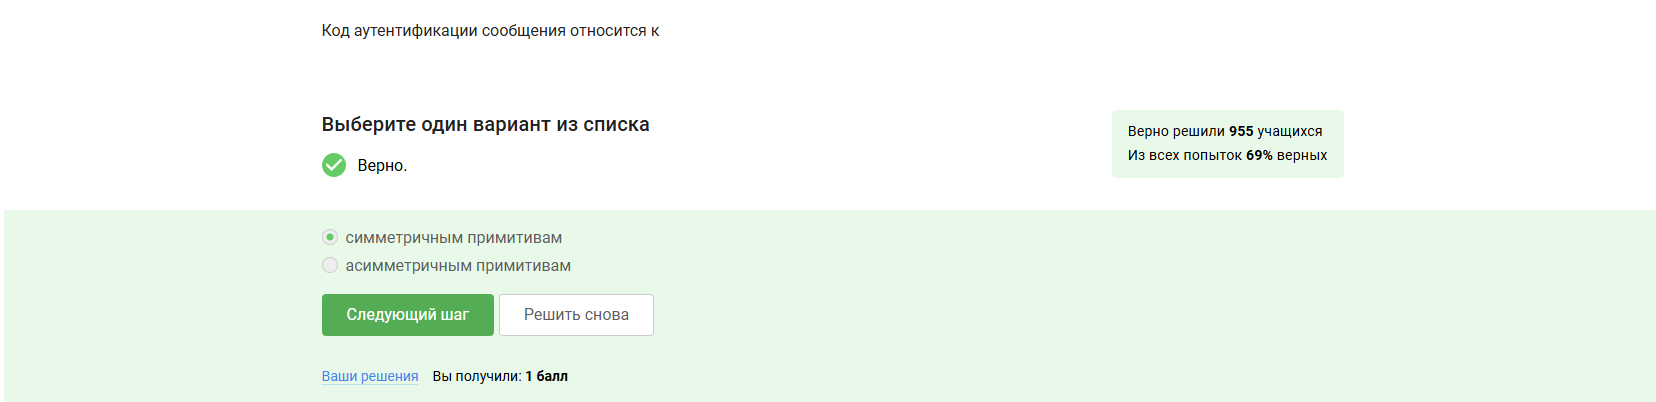 Код аутентификации сообщения относится к
Выберите один вариант из списка
Верно.
Верно решили 955 учащихся
Из всех попыток 69% верных
симметричным примитивам
асимметричным примитивам
Следующий шаг
Решить снова
Ваши решения
Вы получили: 1 балл